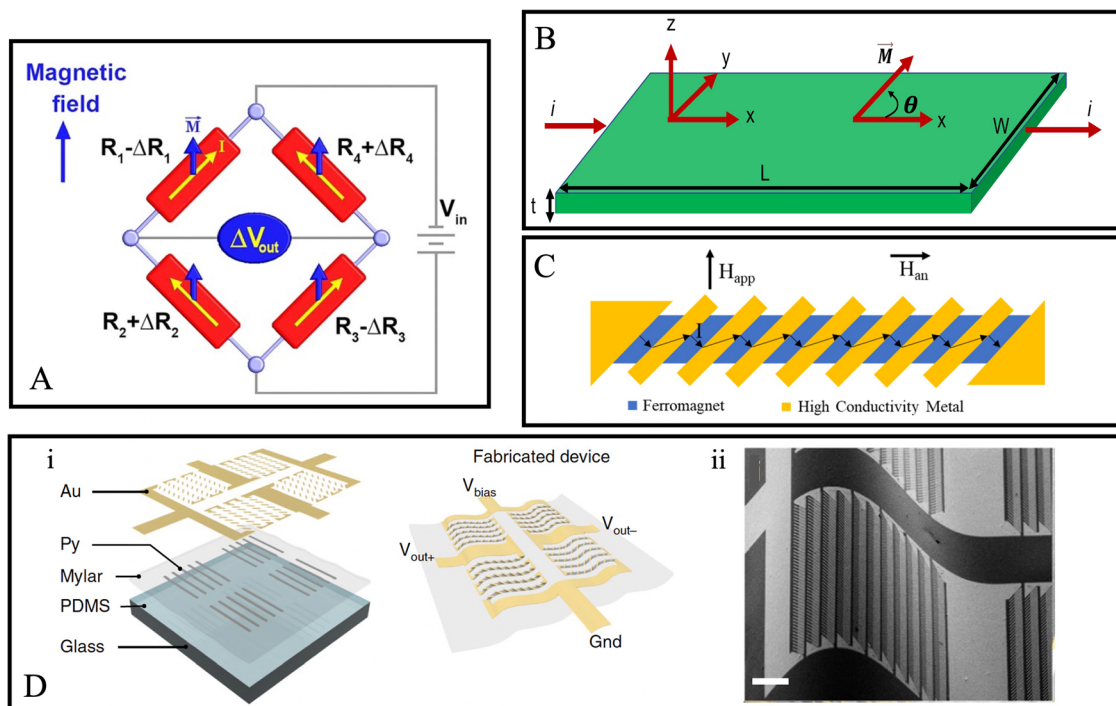 A
Magnetic
field
M
I
R1-ΔR1
R4+ΔR4
Vin
ΔVout
R2+ΔR2
R3-ΔR3
B
z
y
x
M
θ
x
i
i
W
L
t
C
Happ
Han
I
Ferromagnet
High Conductivity Metal
D
i
Au
Py
Mylar
PDMS
Glass
Fabricated device
Vbias
Vout+
Vout−
Gnd
ii